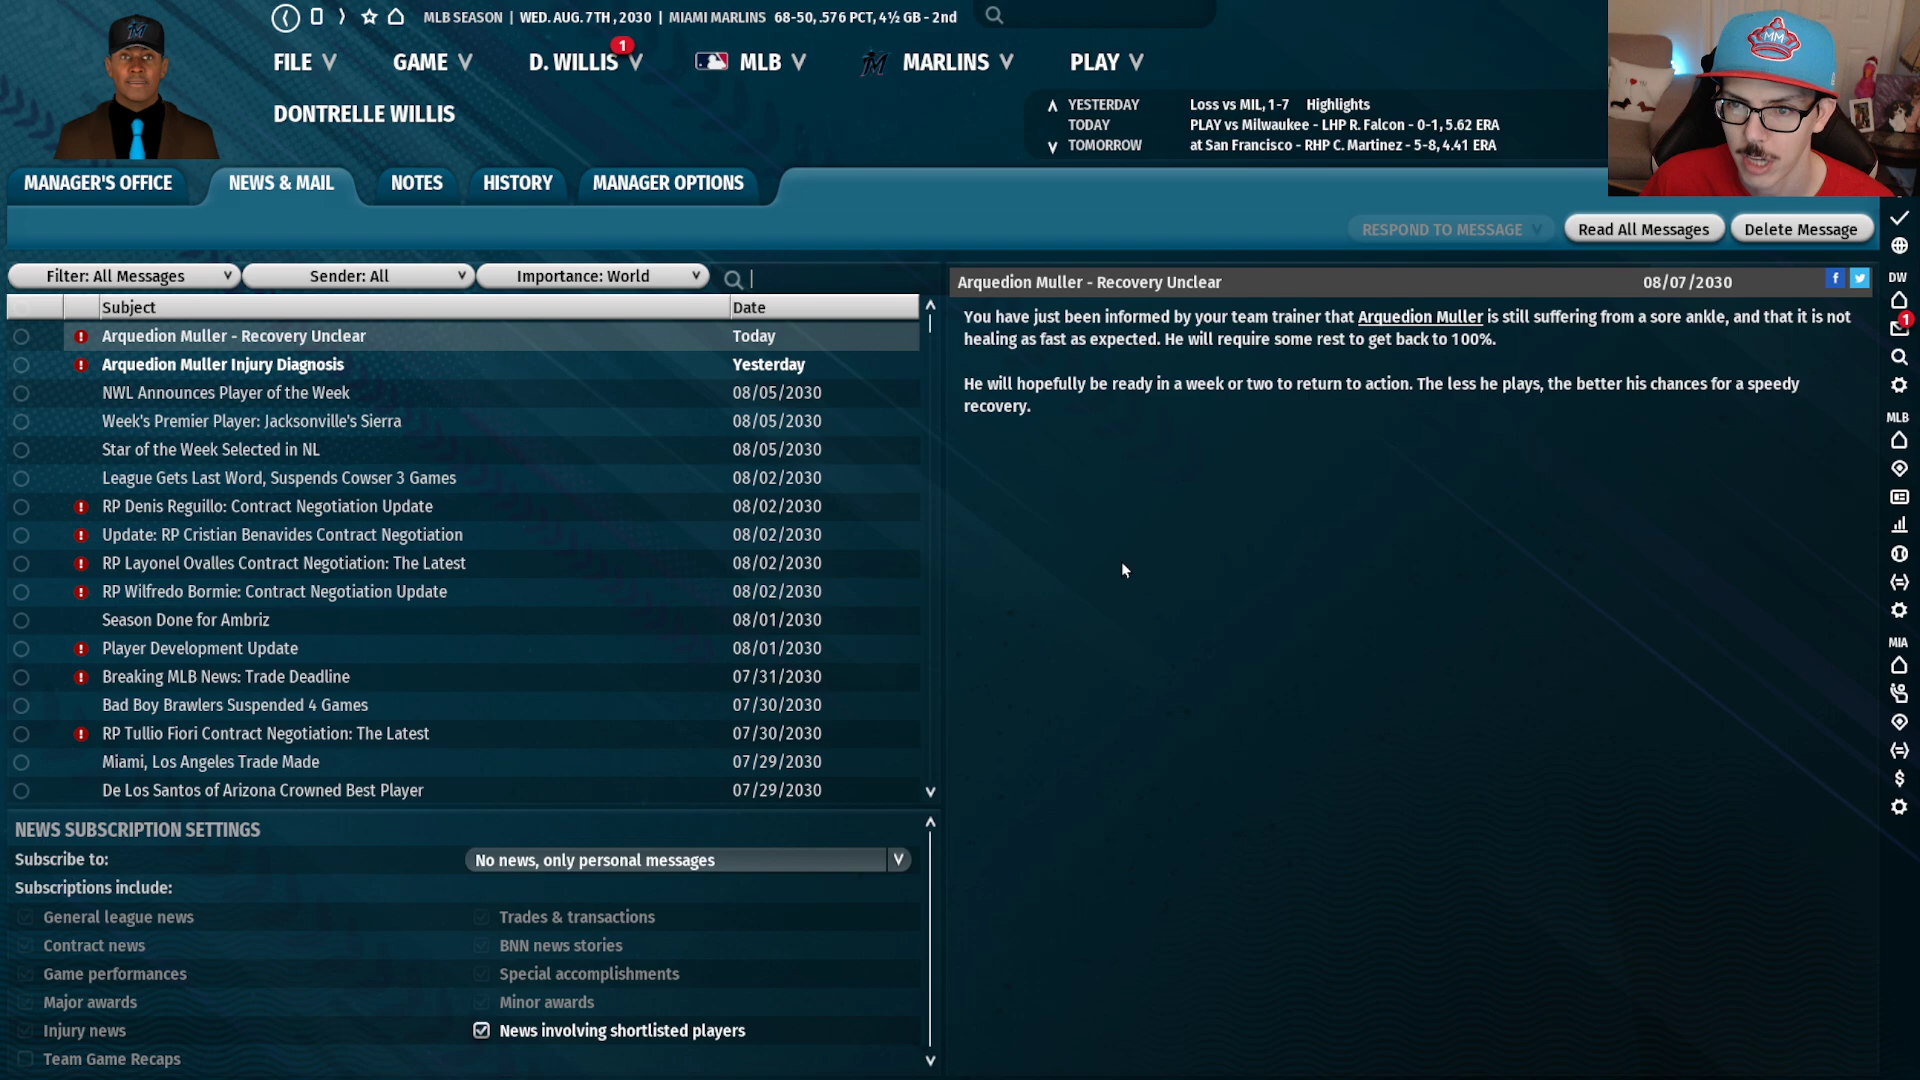 MLB SEASON | WED. AUG. 7TH , 2030 | MIAMI MARLINS 68-50, .576 PCT, 4½ GB - 2nd
FILE GAME D. WILLIS 1 MLB MARLINS PLAY
DONTRELLE WILLIS
YESTERDAY Loss vs MIL, 1-7 Highlights
TODAY PLAY vs Milwaukee - LHP R. Falcon - 0-1, 5.62 ERA
TOMORROW at San Francisco - RHP C. Martinez - 5-8, 4.41 ERA
MANAGER'S OFFICE NEWS & MAIL NOTES HISTORY MANAGER OPTIONS
RESPOND TO MESSAGE Read All Messages Delete Message
Filter: All Messages Sender: All Importance: World
Subject Date
Arquedion Muller - Recovery Unclear Today
Arquedion Muller Injury Diagnosis Yesterday
NWL Announces Player of the Week 08/05/2030
Week's Premier Player: Jacksonville's Sierra 08/05/2030
Star of the Week Selected in NL 08/05/2030
League Gets Last Word, Suspends Cowser 3 Games 08/02/2030
RP Denis Reguillo: Contract Negotiation Update 08/02/2030
Update: RP Cristian Benavides Contract Negotiation 08/02/2030
RP Layonel Ovalles Contract Negotiation: The Latest 08/02/2030
RP Wilfredo Bormie: Contract Negotiation Update 08/02/2030
Season Done for Ambriz 08/01/2030
Player Development Update 08/01/2030
Breaking MLB News: Trade Deadline 07/31/2030
Bad Boy Brawlers Suspended 4 Games 07/30/2030
RP Tullio Fiori Contract Negotiation: The Latest 07/30/2030
Miami, Los Angeles Trade Made 07/29/2030
De Los Santos of Arizona Crowned Best Player 07/29/2030
Arquedion Muller - Recovery Unclear 08/07/2030
You have just been informed by your team trainer that Arquedion Muller is still suffering from a sore ankle, and that it is not
healing as fast as expected. He will require some rest to get back to 100%.
He will hopefully be ready in a week or two to return to action. The less he plays, the better his chances for a speedy
recovery.
NEWS SUBSCRIPTION SETTINGS
Subscribe to: No news, only personal messages
Subscriptions include:
General league news Trades & transactions
Contract news BNN news stories
Game performances Special accomplishments
Major awards Minor awards
Injury news News involving shortlisted players
Team Game Recaps
DW
1
MLB
MIA
MM